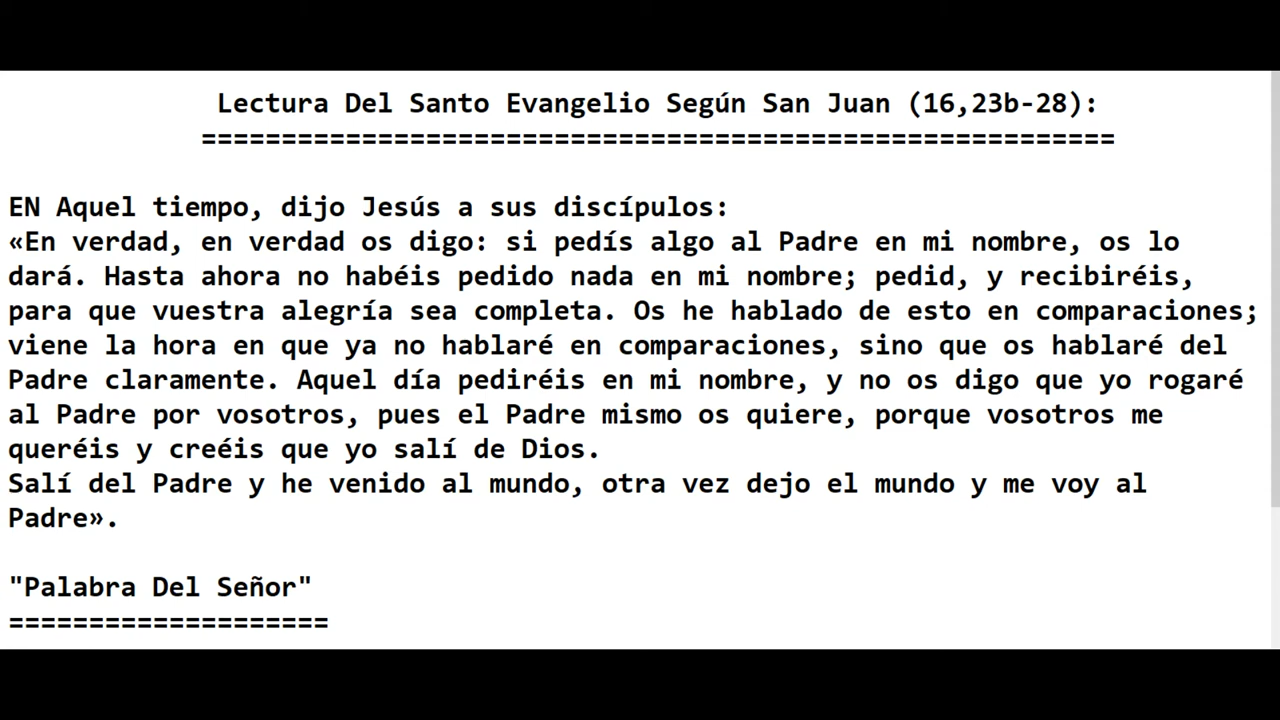 Lectura Del Santo Evangelio Según San Juan (16,23b-28):
=========================================================
EN Aquel tiempo, dijo Jesús a sus discípulos:
«En verdad, en verdad os digo: si pedís algo al Padre en mi nombre, os lo
dará. Hasta ahora no habéis pedido nada en mi nombre; pedid, y recibiréis,
para que vuestra alegría sea completa. Os he hablado de esto en comparaciones;
viene la hora en que ya no hablaré en comparaciones, sino que os hablaré del
Padre claramente. Aquel día pediréis en mi nombre, y no os digo que yo rogaré
al Padre por vosotros, pues el Padre mismo os quiere, porque vosotros me
queréis y creéis que yo salí de Dios.
Salí del Padre y he venido al mundo, otra vez dejo el mundo y me voy al
Padre».
"Palabra Del Señor"
====================